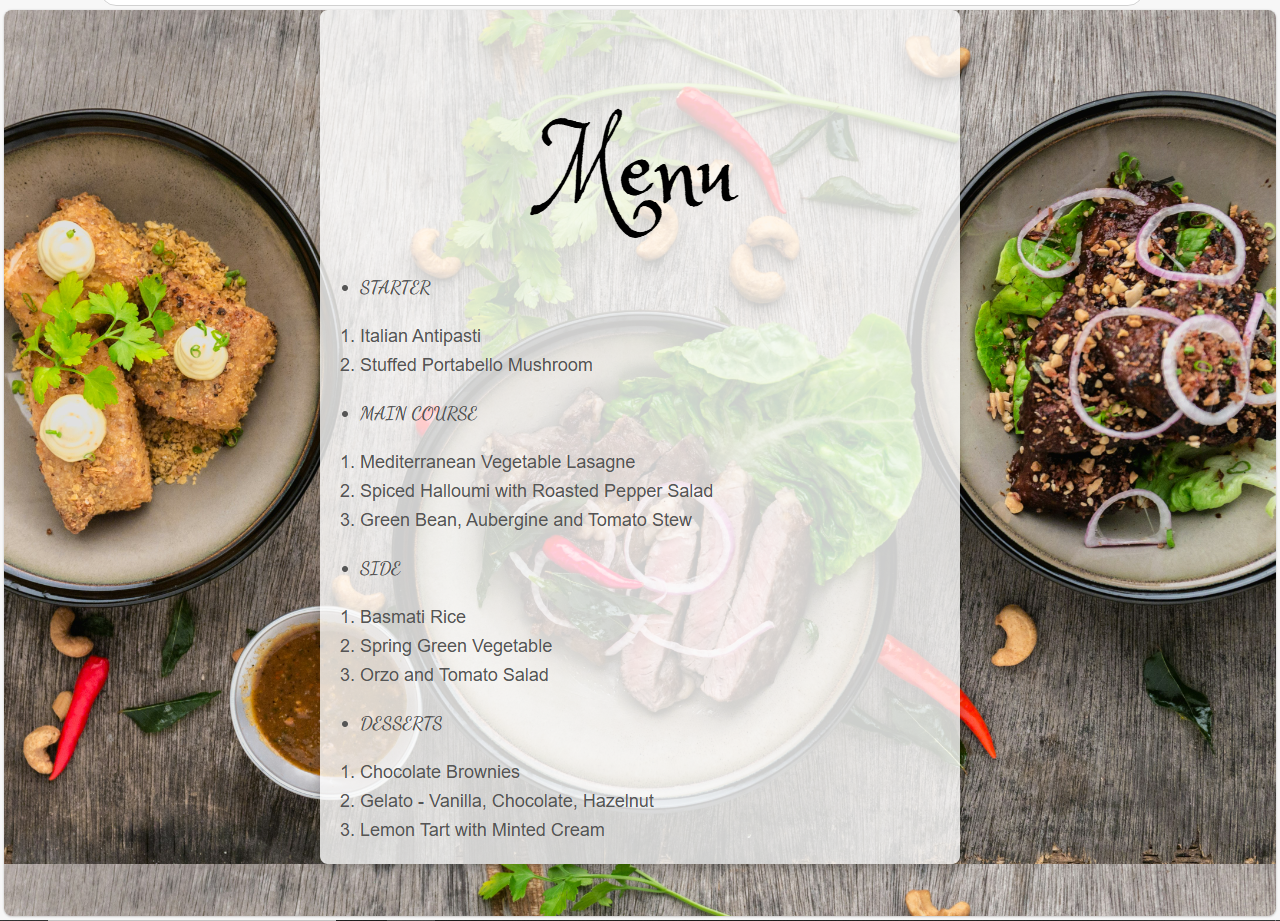 Menu
• STARTER
1. Italian Antipasti
2. Stuffed Portabello Mushroom
• MAIN COURSE
1. Mediterranean Vegetable Lasagne
2. Spiced Halloumi with Roasted Pepper Salad
3. Green Bean, Aubergine and Tomato Stew
• SIDE
1. Basmati Rice
2. Spring Green Vegetable
3. Orzo and Tomato Salad
• DESSERTS
1. Chocolate Brownies
2. Gelato - Vanilla, Chocolate, Hazelnut
3. Lemon Tart with Minted Cream